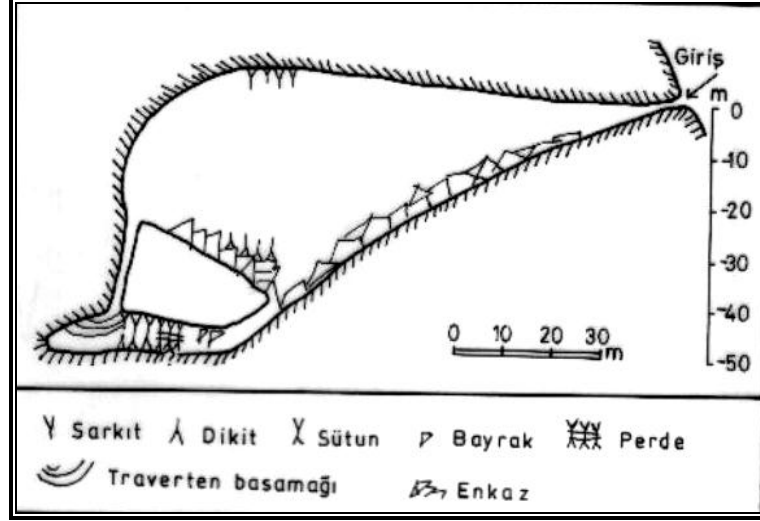 Giriş
m
0
-10
-20
-30
-40
-50
0 10 20 30
m
Sarkıt Dikit Sütun Bayrak Perde
Traverten basamağı Enkaz